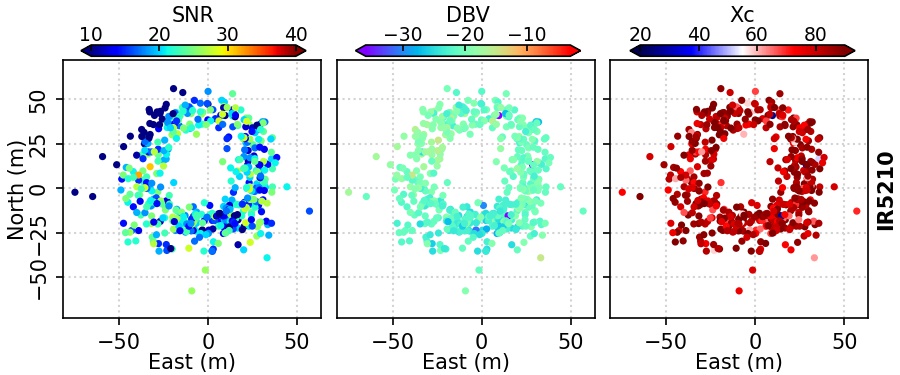 SNR DBV Xc
10 20 30 40 −30 −20 −10 20 40 60 80
50
25
0
−25
−50
North (m)
−50 0 50 −50 0 50 −50 0 50
East (m) East (m) East (m)
IR5210